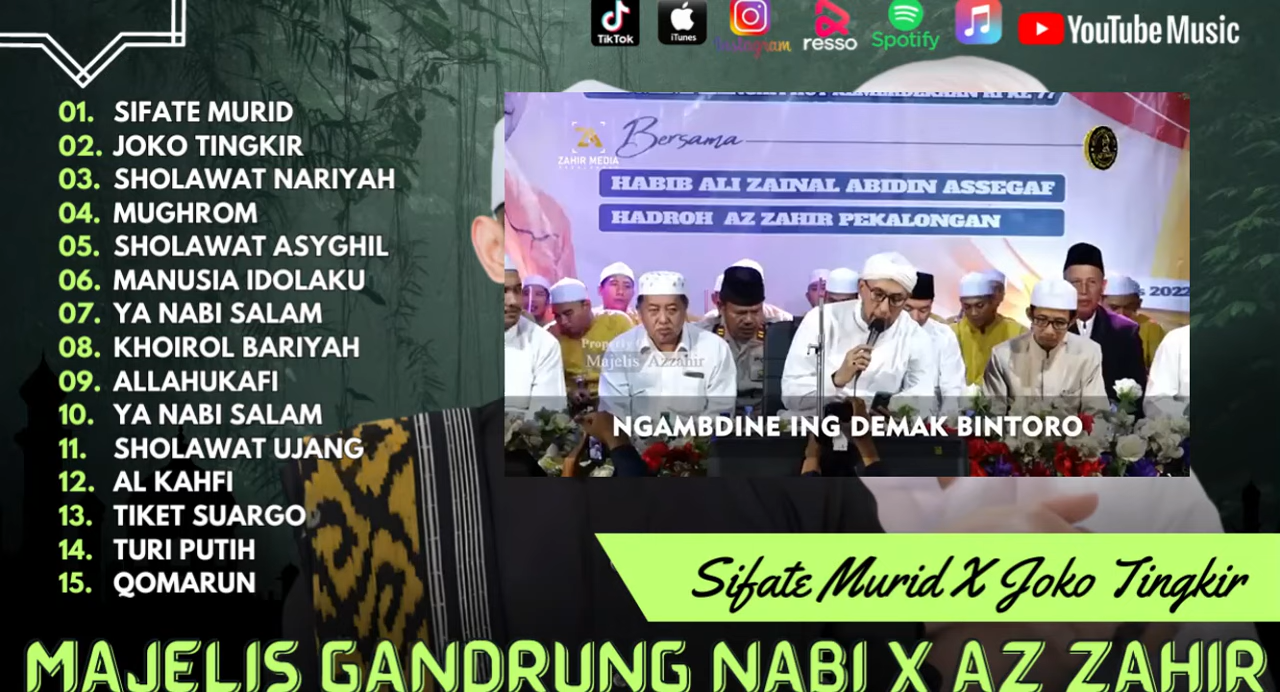 TikTok
iTunes
Instagram
resso
Spotify
YouTube Music
01. SIFATE MURID
02. JOKO TINGKIR
03. SHOLAWAT NARIYAH
04. MUGHROM
05. SHOLAWAT ASYGHIL
06. MANUSIA IDOLAKU
07. YA NABI SALAM
08. KHOIROL BARIYAH
09. ALLAHUKAFI
10. YA NABI SALAM
11. SHOLAWAT UJANG
12. AL KAHFI
13. TIKET SUARGO
14. TURI PUTIH
15. QOMARUN
Bersama
ZAHIR MEDIA
HABIB ALI ZAINAL ABIDIN ASSEGAF
HADROH AZ ZAHIR PEKALONGAN
2022
Majelis Azzahir
NGAMBDINE ING DEMAK BINTORO
Sifate Murid X Joko Tingkir
MAJELIS GANDRUNG NABI X AZ ZAHIR